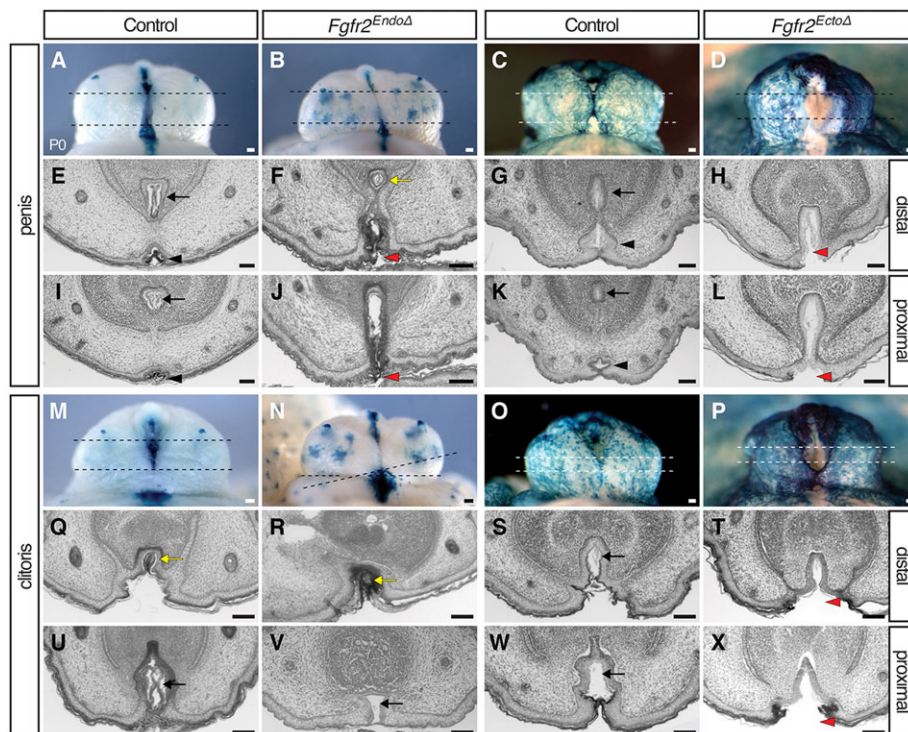 Control Fgfr2EndoΔ Control Fgfr2EctoΔ
penis
A B C D
P0
E F G H
distal
I J K L
proximal
clitoris
M N O P
Q R S T
distal
U V W X
proximal